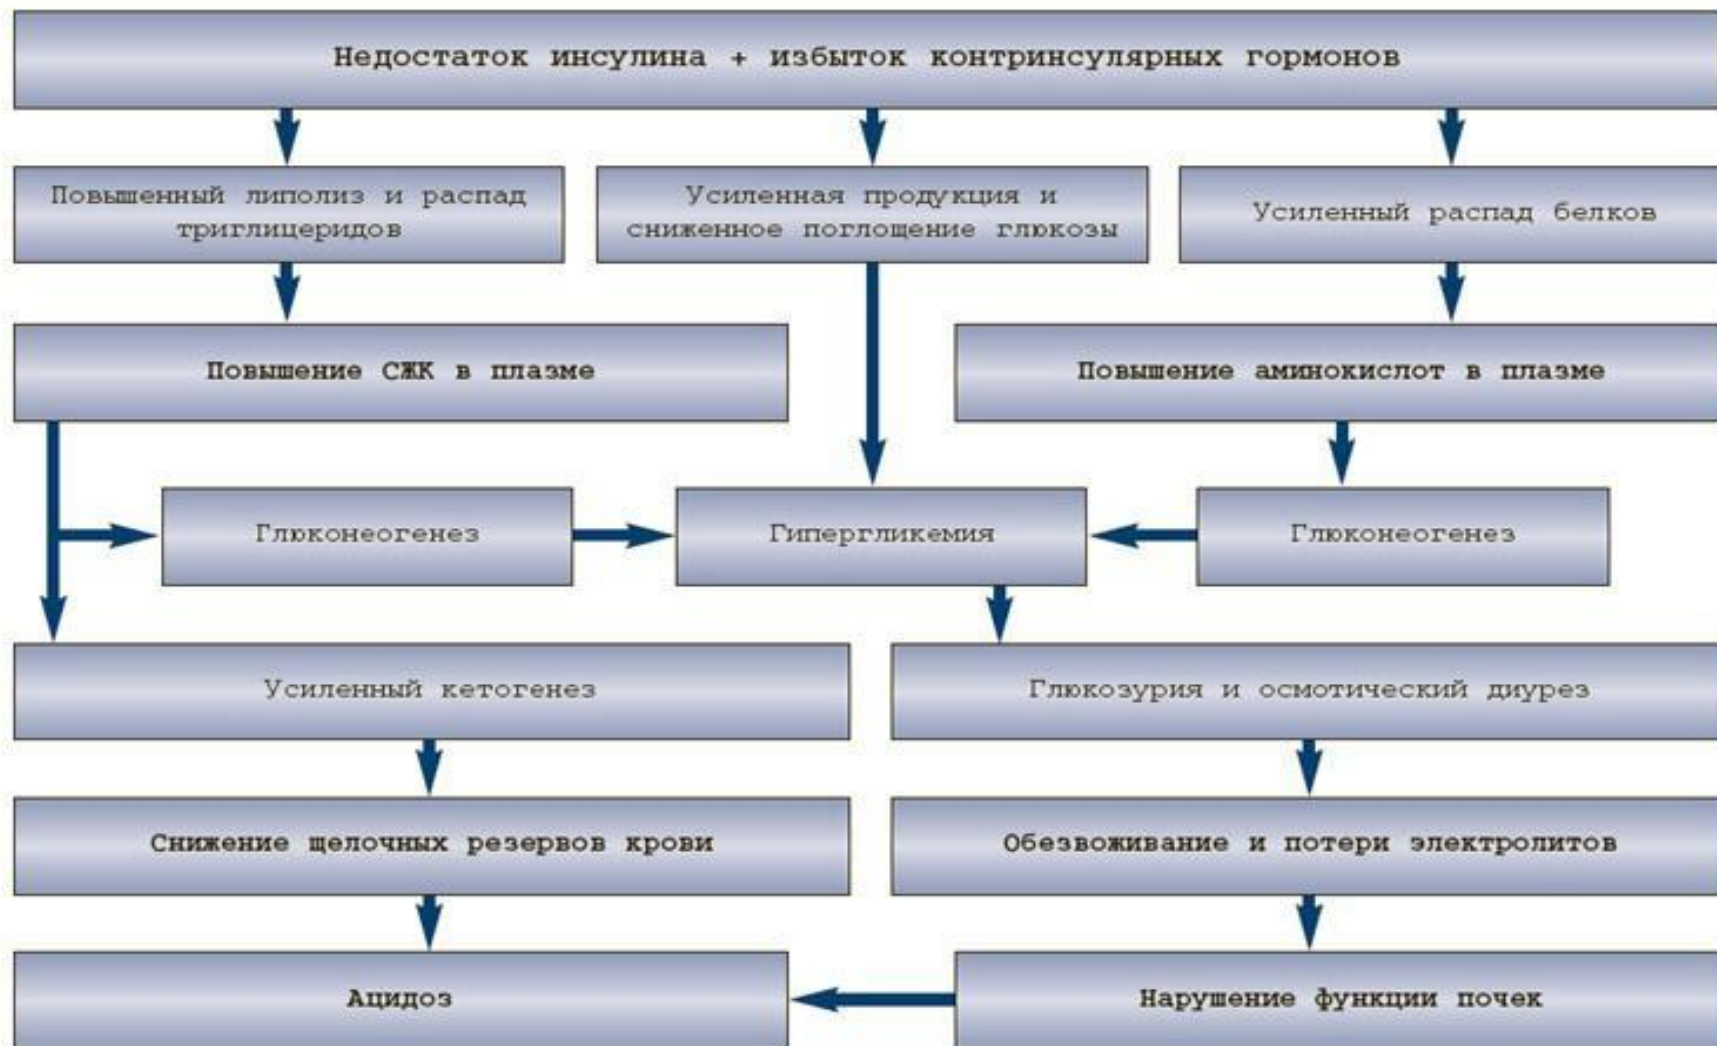 Недостаток инсулина + избыток контринсулярных гормонов
Повышенный липолиз и распад
триглицеридов
Усиленная продукция и
сниженное поглощение глюкозы
Усиленный распад белков
Повышение СЖК в плазме
Повышение аминокислот в плазме
Глюконеогенез
Гипергликемия
Глюконеогенез
Усиленный кетогенез
Глюкозурия и осмотический диурез
Снижение щелочных резервов крови
Обезвоживание и потери электролитов
Ацидоз
Нарушение функции почек